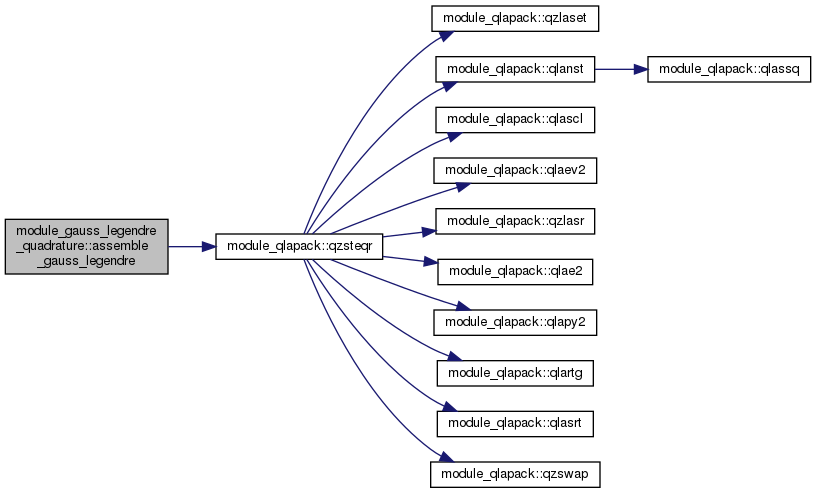 module_gauss_legendre
_quadrature::assemble
_gauss_legendre
module_qlapack::qzsteqr
module_qlapack::qzlaset
module_qlapack::qlanst
module_qlapack::qlassq
module_qlapack::qlascl
module_qlapack::qlaev2
module_qlapack::qzlasr
module_qlapack::qlae2
module_qlapack::qlapy2
module_qlapack::qlartg
module_qlapack::qlasrt
module_qlapack::qzswap